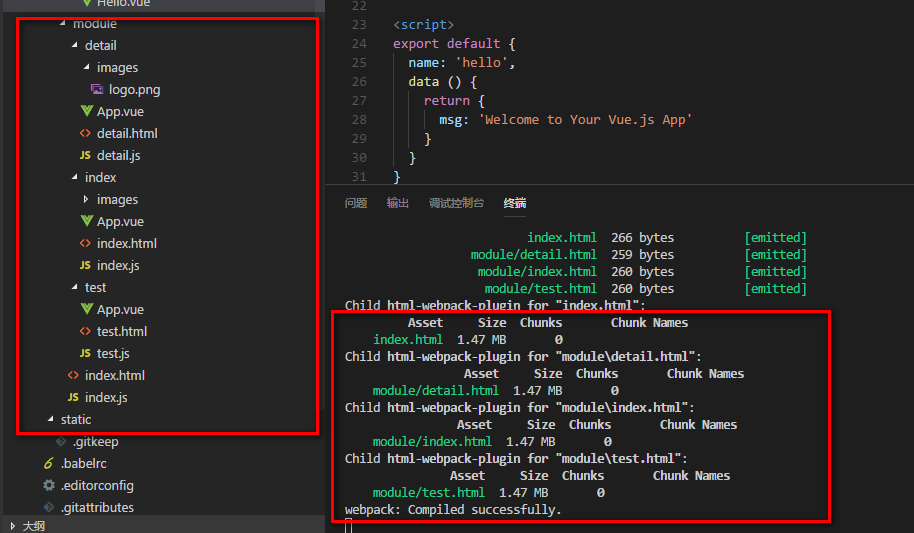 Hello.vue
module
detail
images
logo.png
App.vue
<> detail.html
JS detail.js
index
images
App.vue
<> index.html
JS index.js
test
App.vue
<> test.html
JS test.js
<> index.html
JS index.js
static
.gitkeep
6 .babelrc
.editorconfig
.gitattributes
大纲
22
23 <script>
24 export default {
25 name: 'hello',
26 data () {
27 return {
28 msg: 'Welcome to Your Vue.js App'
29 }
30 }
31 }
问题 输出 调试控制台 终端
index.html 266 bytes [emitted]
module/detail.html 259 bytes [emitted]
module/index.html 260 bytes [emitted]
module/test.html 260 bytes [emitted]
Child html-webpack-plugin for "index.html":
Asset Size Chunks Chunk Names
index.html 1.47 MB 0
Child html-webpack-plugin for "module\detail.html":
Asset Size Chunks Chunk Names
module/detail.html 1.47 MB 0
Child html-webpack-plugin for "module\index.html":
Asset Size Chunks Chunk Names
module/index.html 1.47 MB 0
Child html-webpack-plugin for "module\test.html":
Asset Size Chunks Chunk Names
module/test.html 1.47 MB 0
webpack: Compiled successfully.